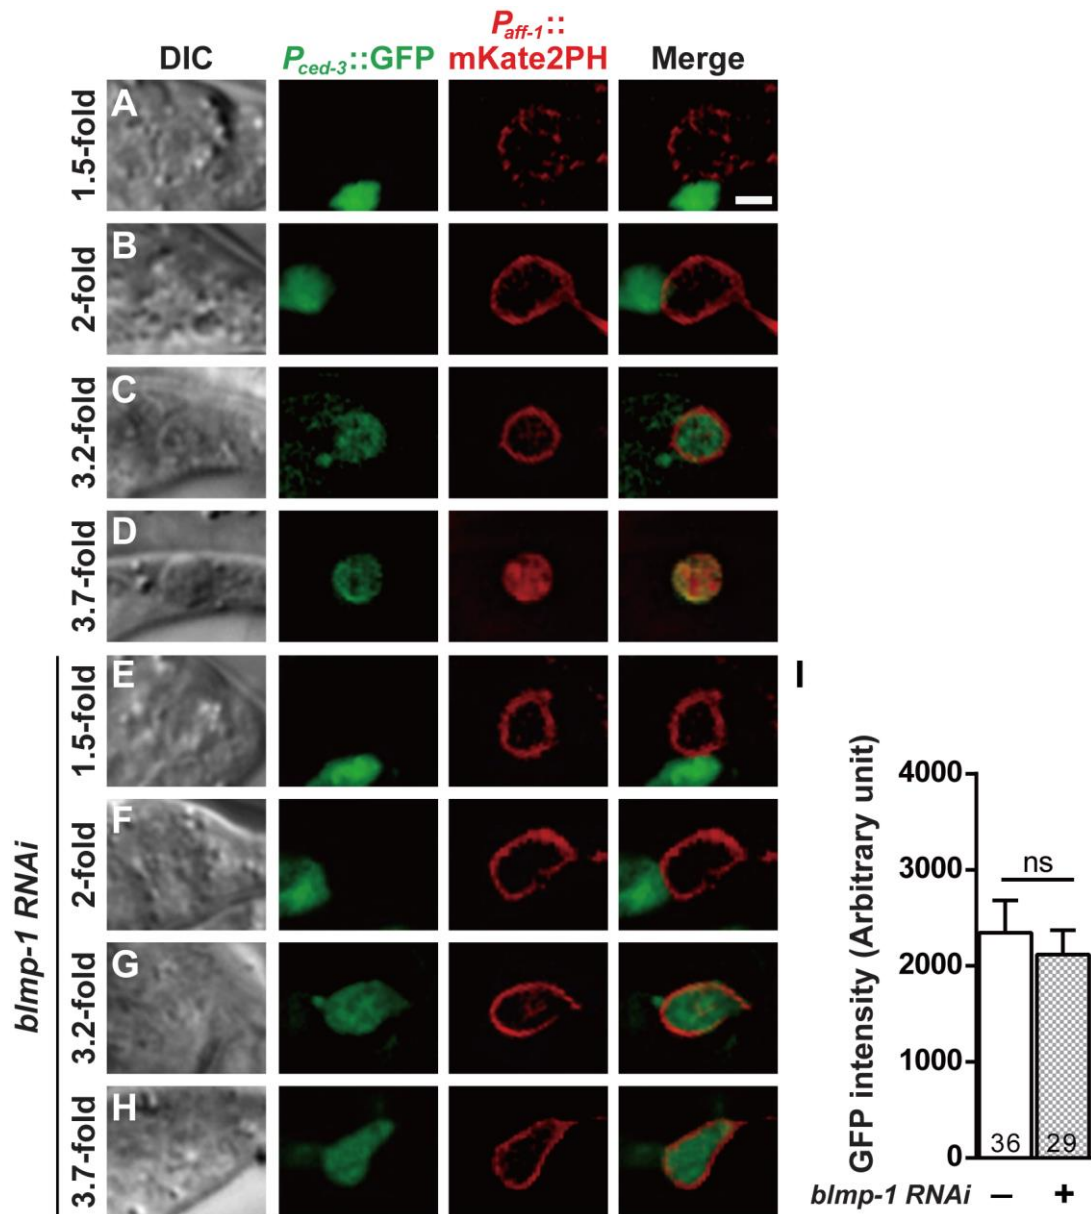 DIC
P_ced-3::GFP
P_aff-1::
mKate2PH
Merge
A
1.5-fold
B
2-fold
C
3.2-fold
D
3.7-fold
blmp-1 RNAi
E
1.5-fold
F
2-fold
G
3.2-fold
H
3.7-fold
I
GFP intensity (Arbitrary unit)
4000
3000
2000
1000
0
ns
36
29
blmp-1 RNAi – +